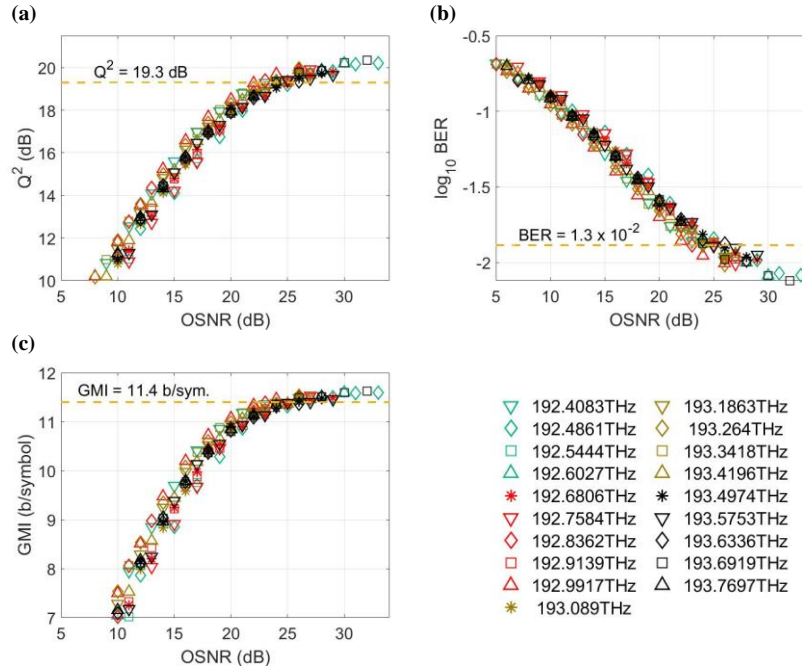 (a)
Q² = 19.3 dB
20
18
16
14
12
10
Q² (dB)
5 10 15 20 25 30
OSNR (dB)
(b)
-0.5
-1
-1.5
-2
log₁₀ BER
BER = 1.3 x 10⁻²
5 10 15 20 25 30
OSNR (dB)
(c)
GMI = 11.4 b/sym.
12
11
10
9
8
7
GMI (b/symbol)
5 10 15 20 25 30
OSNR (dB)
192.4083THz 193.1863THz
192.4861THz 193.264THz
192.5444THz 193.3418THz
192.6027THz 193.4196THz
192.6806THz 193.4974THz
192.7584THz 193.5753THz
192.8362THz 193.6336THz
192.9139THz 193.6919THz
192.9917THz 193.7697THz
193.089THz